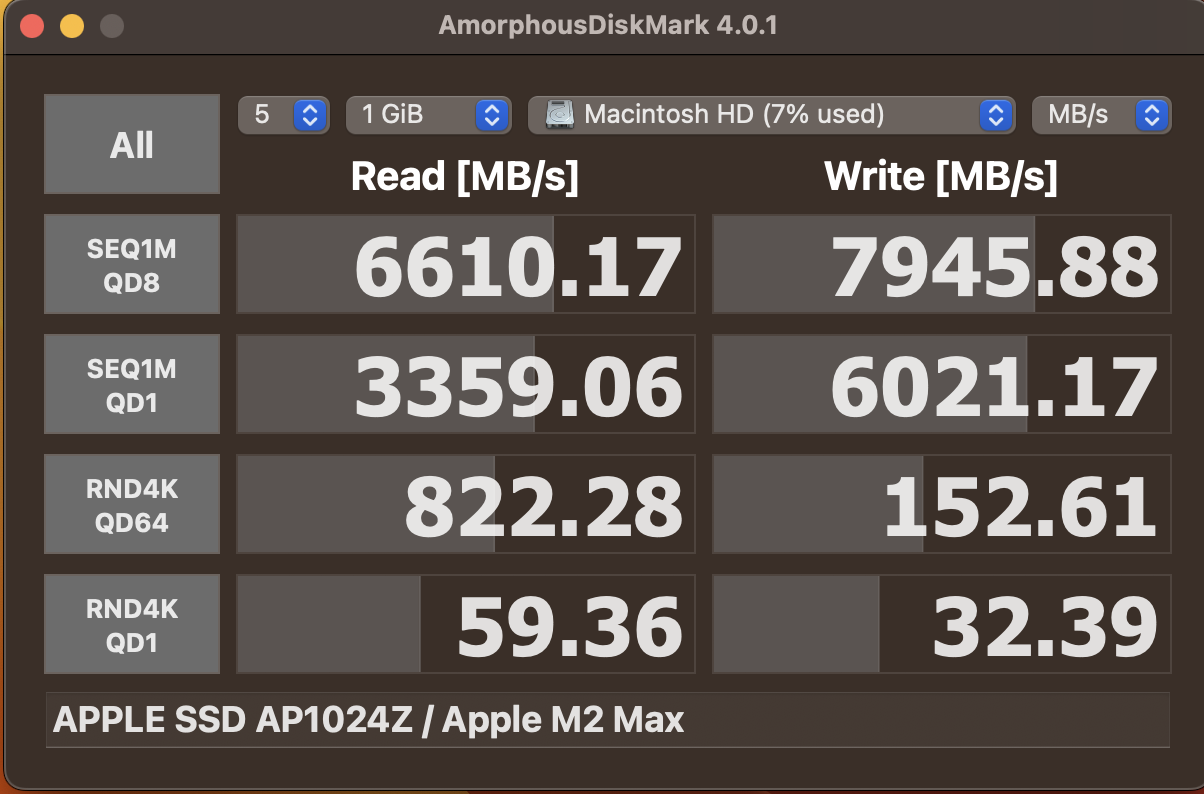 AmorphousDiskMark 4.0.1
All
5
1 GiB
Macintosh HD (7% used)
MB/s
Read [MB/s]
Write [MB/s]
SEQ1M
QD8
6610.17
7945.88
SEQ1M
QD1
3359.06
6021.17
RND4K
QD64
822.28
152.61
RND4K
QD1
59.36
32.39
APPLE SSD AP1024Z / Apple M2 Max